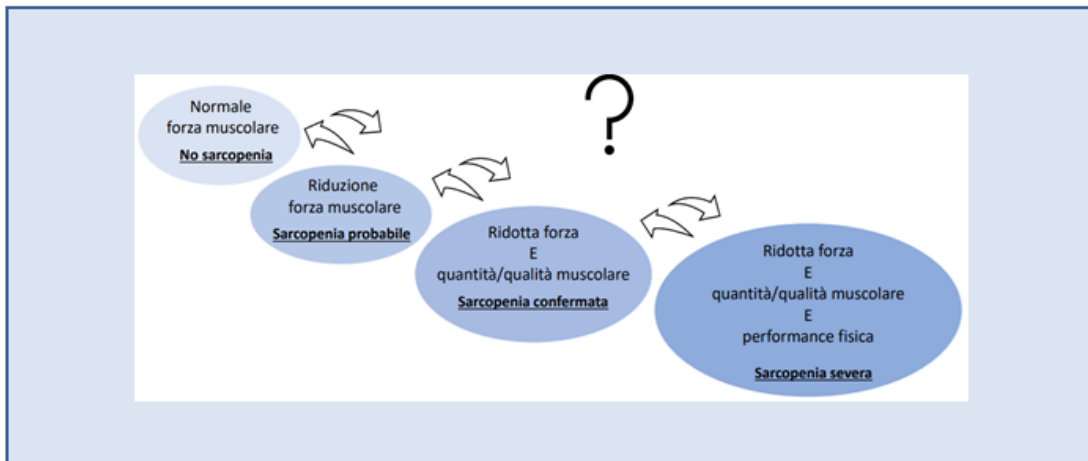 Normale
forza muscolare
No sarcopenia
?
Riduzione
forza muscolare
Sarcopenia probabile
Ridotta forza
E
quantità/qualità muscolare
Sarcopenia confermata
Ridotta forza
E
quantità/qualità muscolare
E
performance fisica
Sarcopenia severa